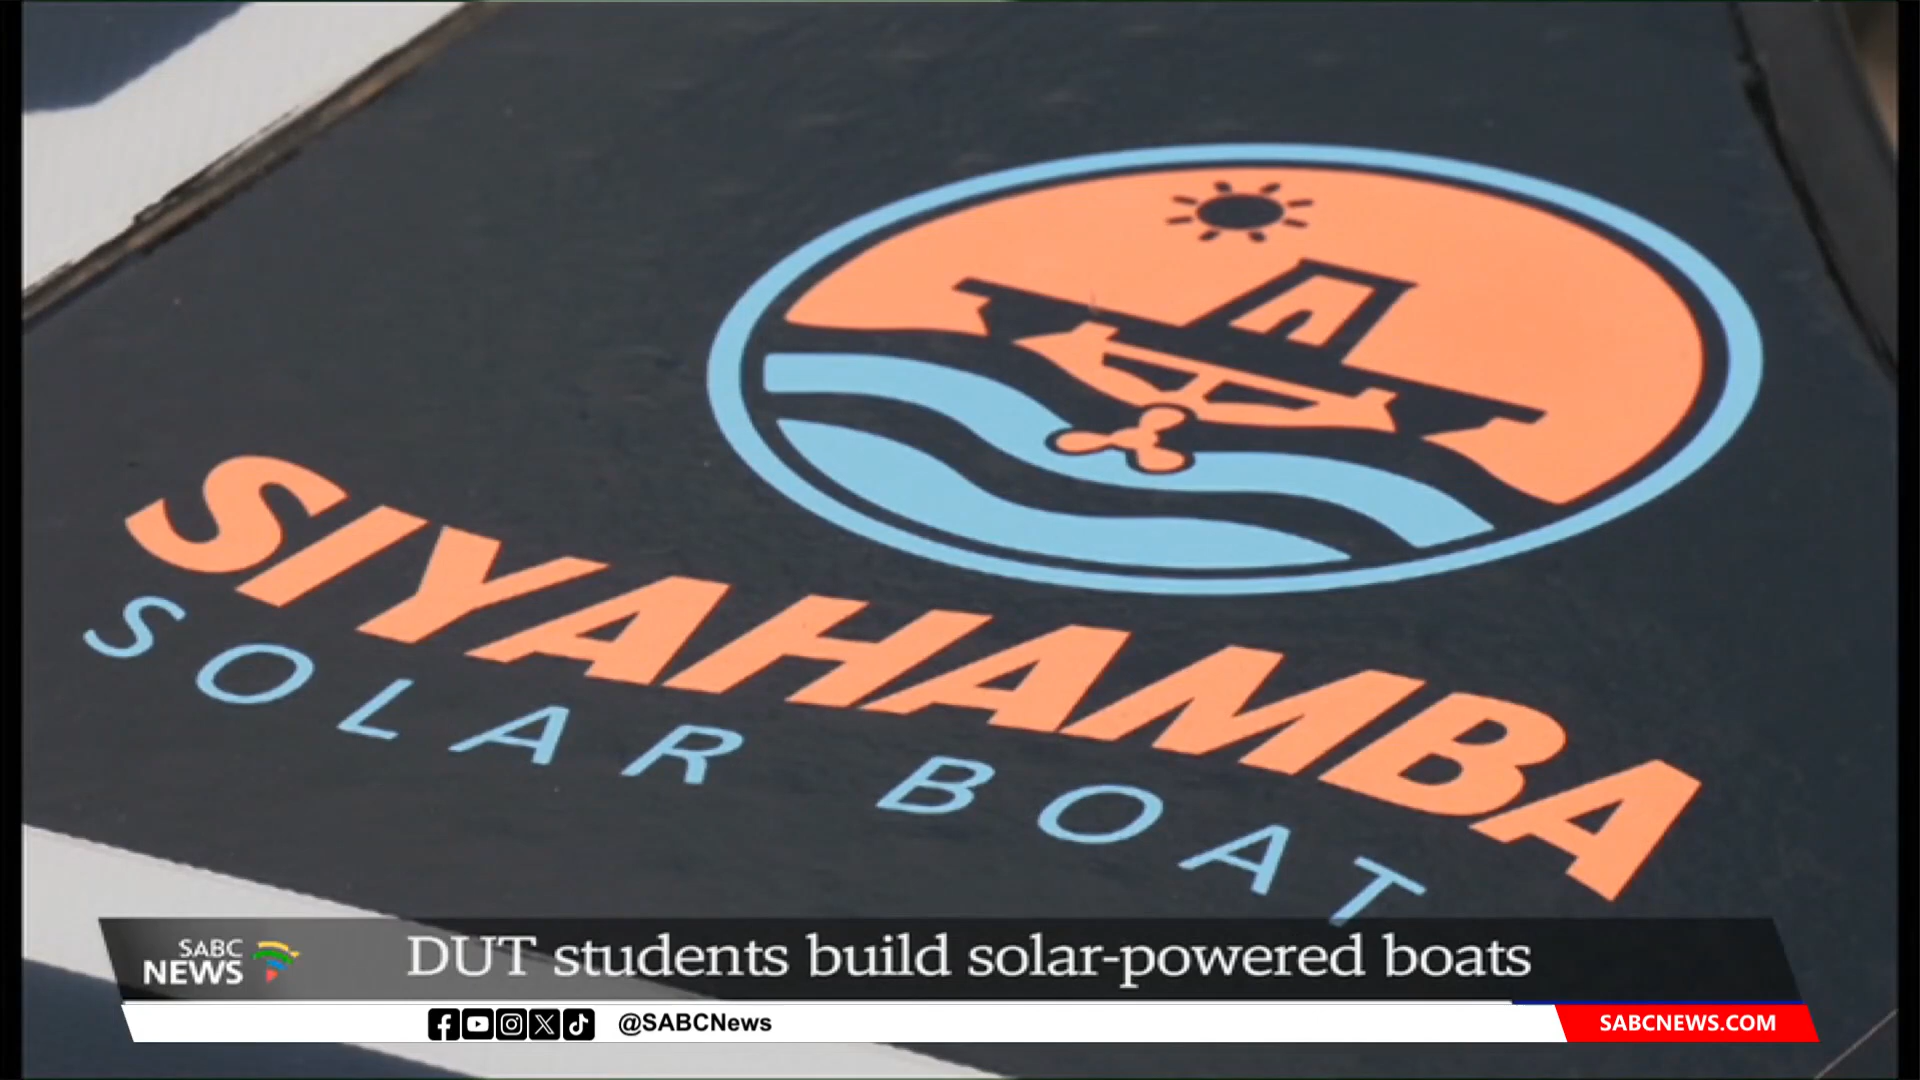 SIYAHAMBA
SOLAR BOAT
SABC
NEWS
DUT students build solar-powered boats
@SABCNews
SABCNEWS.COM